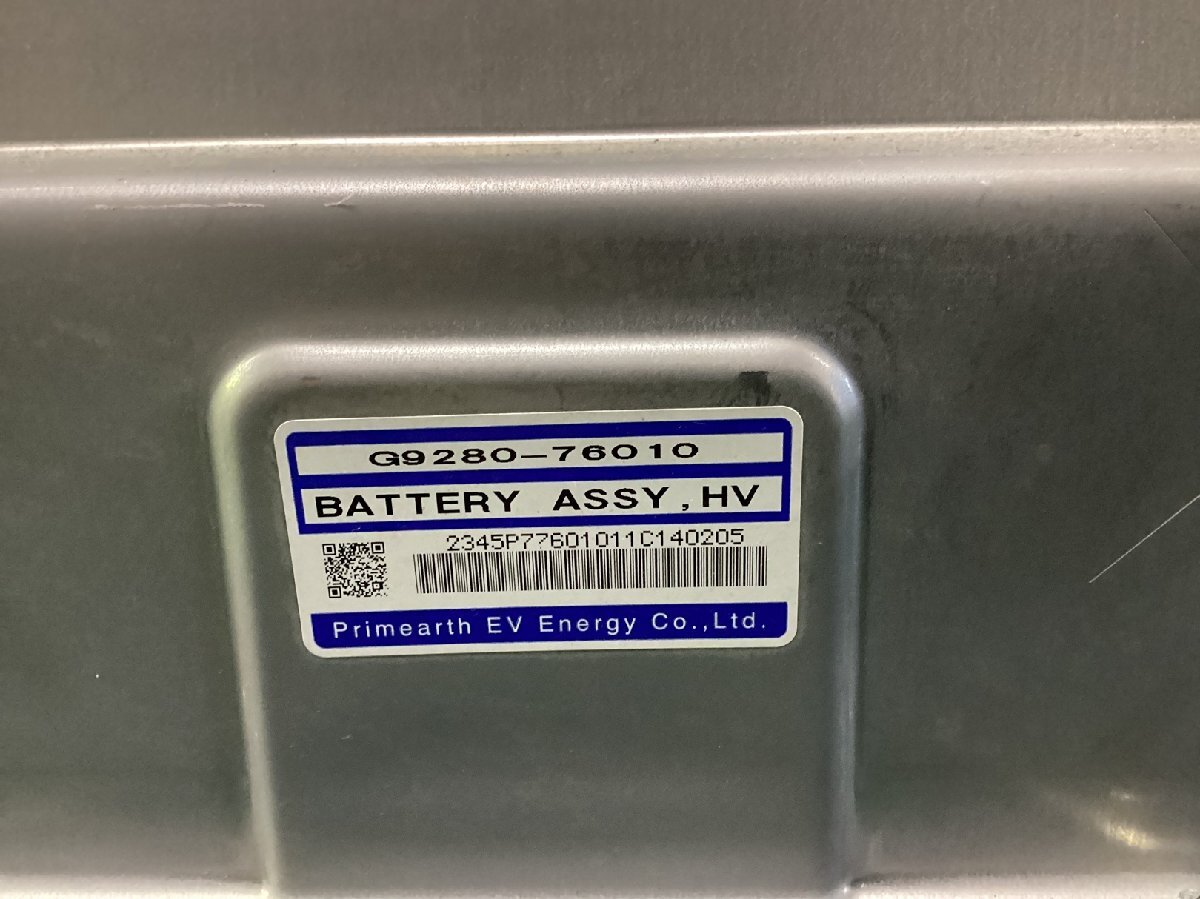 G9280-76010
BATTERY ASSY,HV
2345P77601011C140205
Primearth EV Energy Co.,Ltd.